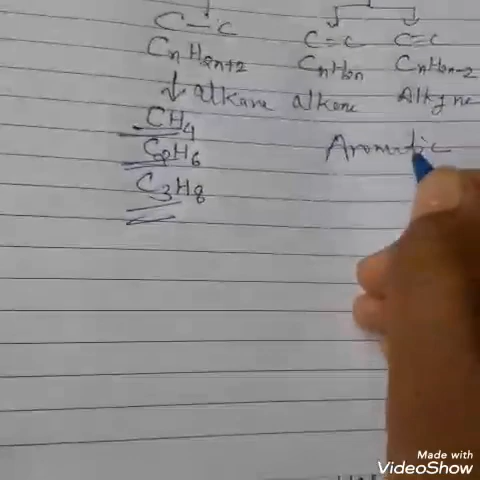 C-C C=C C≡C
CnH2n+2 CnH2n CnH2n-2
↓ alkane alkene Alkyne
CH4
C2H6 Aromatic
C3H8
Made with
VideoShow